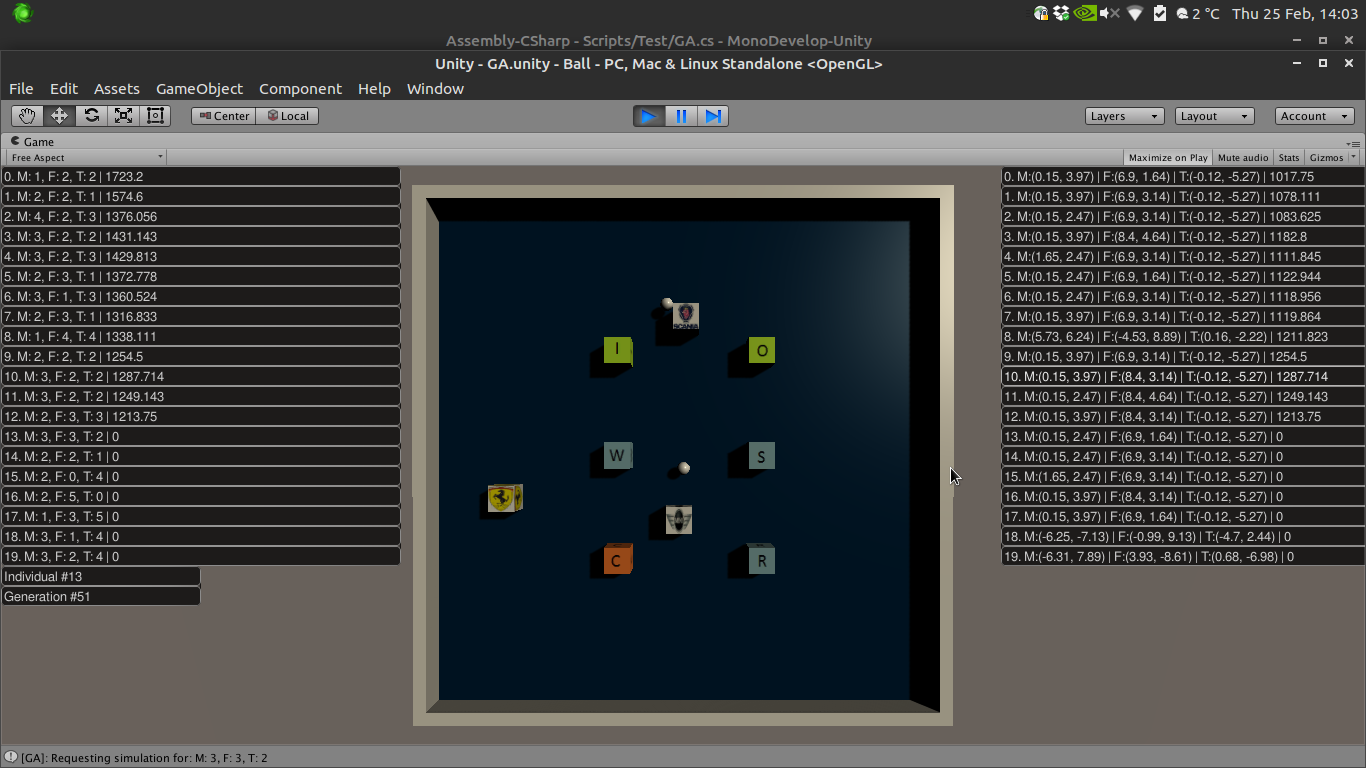 2 °C Thu 25 Feb, 14:03
Assembly-CSharp - Scripts/Test/GA.cs - MonoDevelop-Unity
Unity - GA.unity - Ball - PC, Mac & Linux Standalone <OpenGL>
File Edit Assets GameObject Component Help Window
Center Local Layers Layout Account
Game
Free Aspect Maximize on Play Mute audio Stats Gizmos
0. M: 1, F: 2, T: 2 | 1723.2
1. M: 2, F: 2, T: 1 | 1574.6
2. M: 4, F: 2, T: 3 | 1376.056
3. M: 3, F: 2, T: 2 | 1431.143
4. M: 3, F: 2, T: 3 | 1429.813
5. M: 2, F: 3, T: 1 | 1372.778
6. M: 3, F: 1, T: 3 | 1360.524
7. M: 2, F: 3, T: 1 | 1316.833
8. M: 1, F: 4, T: 4 | 1338.111
9. M: 2, F: 2, T: 2 | 1254.5
10. M: 3, F: 2, T: 2 | 1287.714
11. M: 3, F: 2, T: 2 | 1249.143
12. M: 2, F: 3, T: 3 | 1213.75
13. M: 3, F: 3, T: 2 | 0
14. M: 2, F: 2, T: 1 | 0
15. M: 2, F: 0, T: 4 | 0
16. M: 2, F: 5, T: 0 | 0
17. M: 1, F: 3, T: 5 | 0
18. M: 3, F: 1, T: 4 | 0
19. M: 3, F: 2, T: 4 | 0
Individual #13
Generation #51
SCANIA
I O
W S
C R
0. M:(0.15, 3.97) | F:(6.9, 1.64) | T:(-0.12, -5.27) | 1017.75
1. M:(0.15, 3.97) | F:(6.9, 3.14) | T:(-0.12, -5.27) | 1078.111
2. M:(0.15, 2.47) | F:(6.9, 3.14) | T:(-0.12, -5.27) | 1083.625
3. M:(0.15, 3.97) | F:(8.4, 4.64) | T:(-0.12, -5.27) | 1182.8
4. M:(1.65, 2.47) | F:(6.9, 3.14) | T:(-0.12, -5.27) | 1111.845
5. M:(0.15, 2.47) | F:(6.9, 1.64) | T:(-0.12, -5.27) | 1122.944
6. M:(0.15, 2.47) | F:(6.9, 3.14) | T:(-0.12, -5.27) | 1118.956
7. M:(0.15, 2.47) | F:(6.9, 3.14) | T:(-0.12, -5.27) | 1119.864
8. M:(5.73, 6.24) | F:(-4.53, 8.89) | T:(0.16, -2.22) | 1211.823
9. M:(0.15, 3.97) | F:(6.9, 3.14) | T:(-0.12, -5.27) | 1254.5
10. M:(0.15, 3.97) | F:(8.4, 3.14) | T:(-0.12, -5.27) | 1287.714
11. M:(0.15, 2.47) | F:(8.4, 4.64) | T:(-0.12, -5.27) | 1249.143
12. M:(0.15, 3.97) | F:(8.4, 3.14) | T:(-0.12, -5.27) | 1213.75
13. M:(0.15, 2.47) | F:(6.9, 1.64) | T:(-0.12, -5.27) | 0
14. M:(0.15, 2.47) | F:(6.9, 3.14) | T:(-0.12, -5.27) | 0
15. M:(1.65, 2.47) | F:(6.9, 3.14) | T:(-0.12, -5.27) | 0
16. M:(0.15, 3.97) | F:(8.4, 3.14) | T:(-0.12, -5.27) | 0
17. M:(0.15, 3.97) | F:(6.9, 1.64) | T:(-0.12, -5.27) | 0
18. M:(-6.25, -7.13) | F:(-0.99, 9.13) | T:(-4.7, 2.44) | 0
19. M:(-6.31, 7.89) | F:(3.93, -8.61) | T:(0.68, -6.98) | 0
[GA]: Requesting simulation for: M: 3, F: 3, T: 2